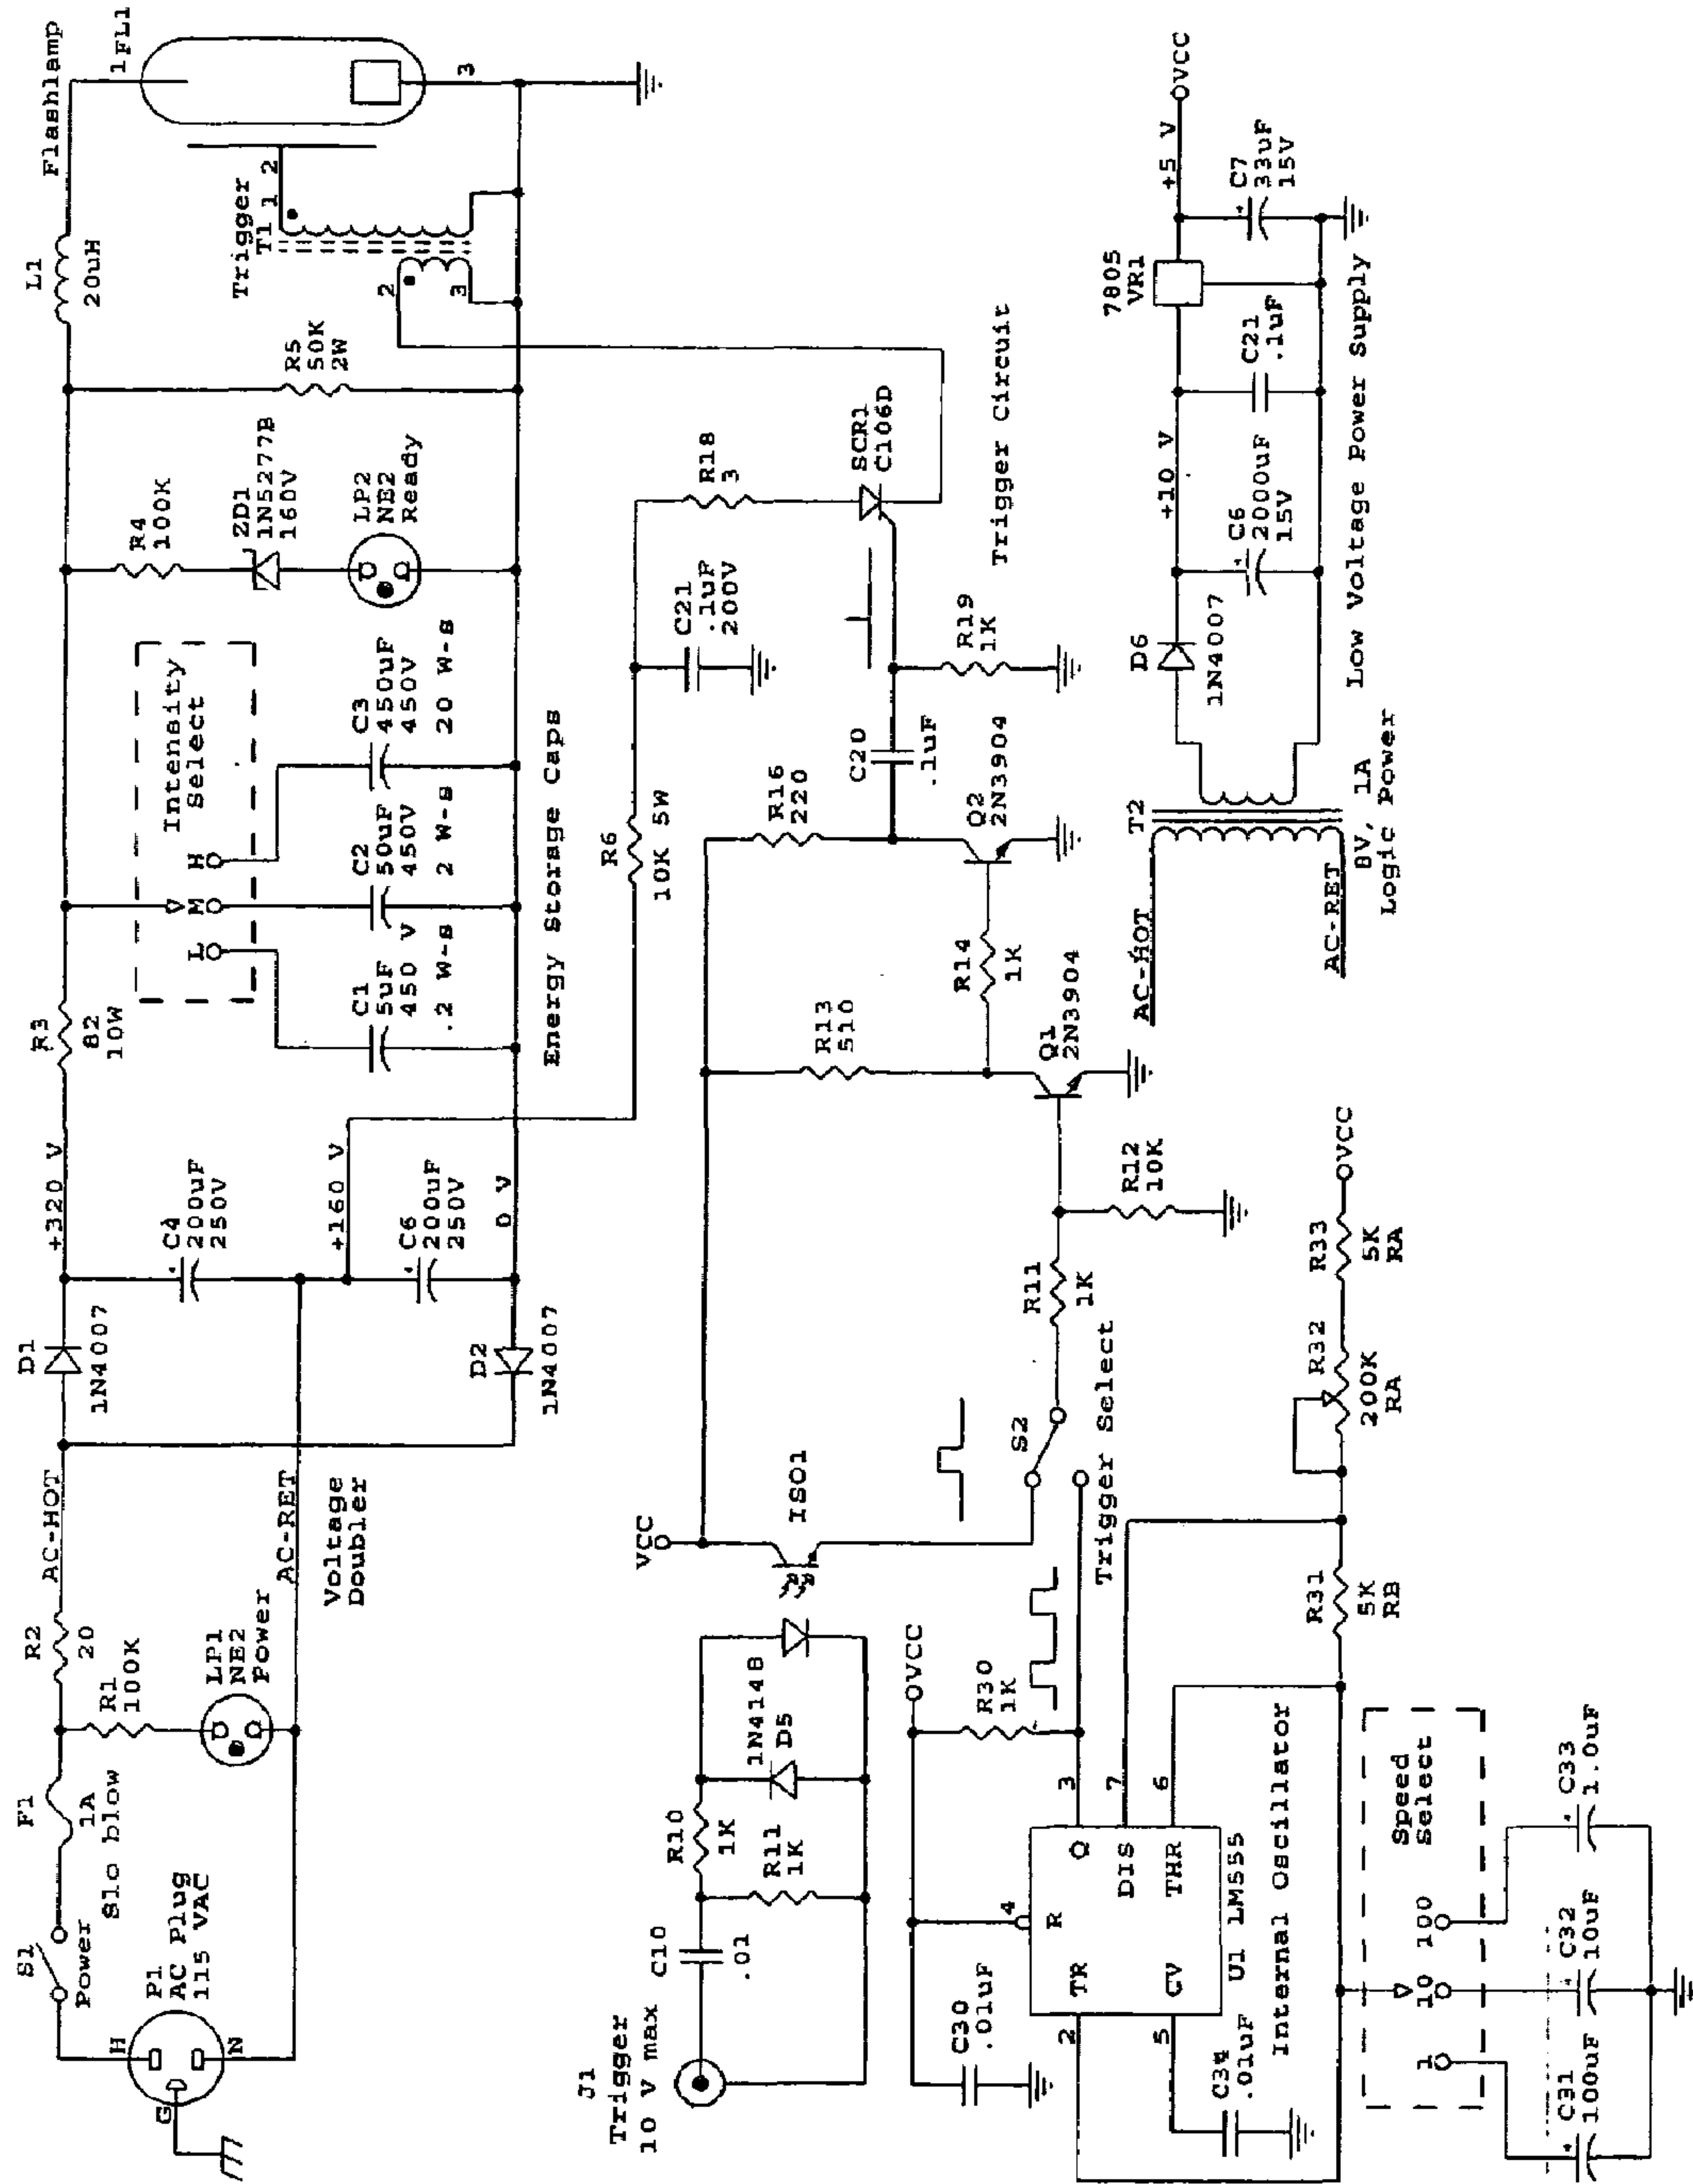 S1
Power
F1
1A
Slo blow
P1
AC Plug
115 VAC
H
N
G
R1
100K
LP1
NE2
Power
R2
20
AC-HOT
AC-RET
Voltage
Doubler
D1
1N4007
D2
1N4007
+320 V
C4
200uF
250V
+160 V
C6
200uF
250V
0 V
R3
82
10W
Intensity
Select
L
M
H
C1
5uF
450 V
.2 W-S
C2
50uF
450V
2 W-S
C3
450uF
450V
20 W-S
Energy Storage Caps
R4
100K
ZD1
1N5277B
160V
LP2
NE2
Ready
R5
50K
2W
L1
20uH
Flashlamp
1
FL1
3
Trigger
T1
1
2
2
3
R6
10K 5W
C21
.1uF
200V
R18
3
SCR1
C106D
Trigger Circuit
R19
1K
C20
.1uF
R16
220
Q2
2N3904
R14
1K
R13
510
Q1
2N3904
R12
10K
R11
1K
S2
Trigger Select
VCC
ISO1
J1
Trigger
10 V max
C10
.01
R10
1K
R11
1K
1N4148
D5
VCC
R30
1K
C30
.01uF
4
R
TR
CV
Q
DIS
THR
2
5
3
7
6
U1 LM555
C34
.01uF
Internal Oscillator
R31
5K
RB
R32
200K
RA
R33
5K
RA
VCC
Speed
Select
1
10
100
C31
100uF
C32
10uF
C33
1.0uF
AC-HOT
AC-RET
T2
8V, 1A
Logic Power
D6
1N4007
+10 V
C6
2000uF
15V
C21
.1uF
7805
VR1
+5 V
C7
33uF
15V
VCC
Low Voltage Power Supply